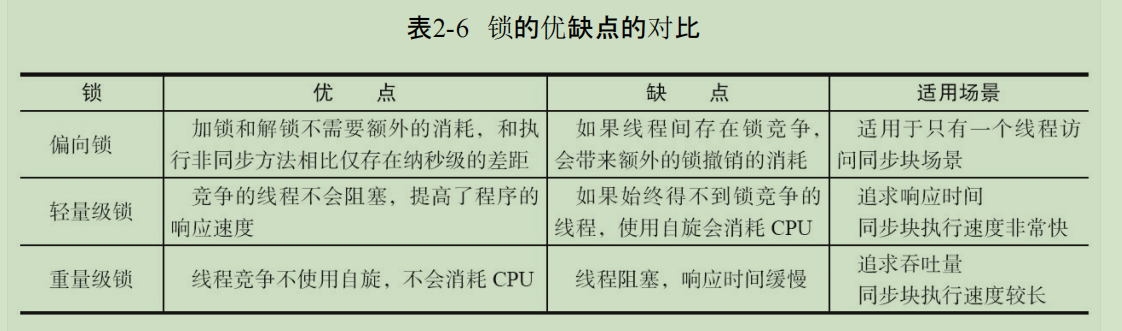 表2-6 锁的优缺点的对比
锁 优 点 缺 点 适用场景
偏向锁
加锁和解锁不需要额外的消耗，和执
行非同步方法相比仅存在纳秒级的差距
如果线程间存在锁竞争，
会带来额外的锁撤销的消耗
适用于只有一个线程访
问同步块场景
轻量级锁
竞争的线程不会阻塞，提高了程序的
响应速度
如果始终得不到锁竞争的
线程，使用自旋会消耗 CPU
追求响应时间
同步块执行速度非常快
重量级锁
线程竞争不使用自旋，不会消耗 CPU
线程阻塞，响应时间缓慢
追求吞吐量
同步块执行速度较长